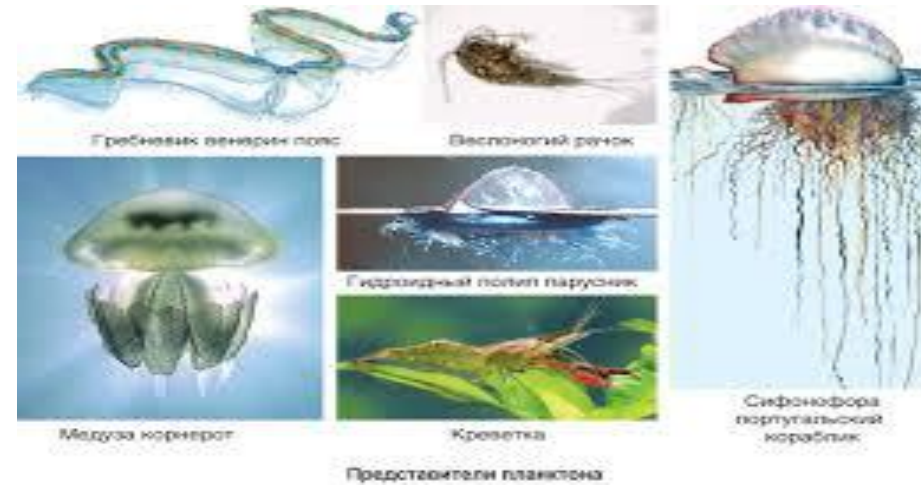 Гребневик венерин пояс
Веслоногий рачок
Гидроидный полип парусник
Медуза корнерот
Креветка
Сифонофора
португальский
кораблик
Представители планктона